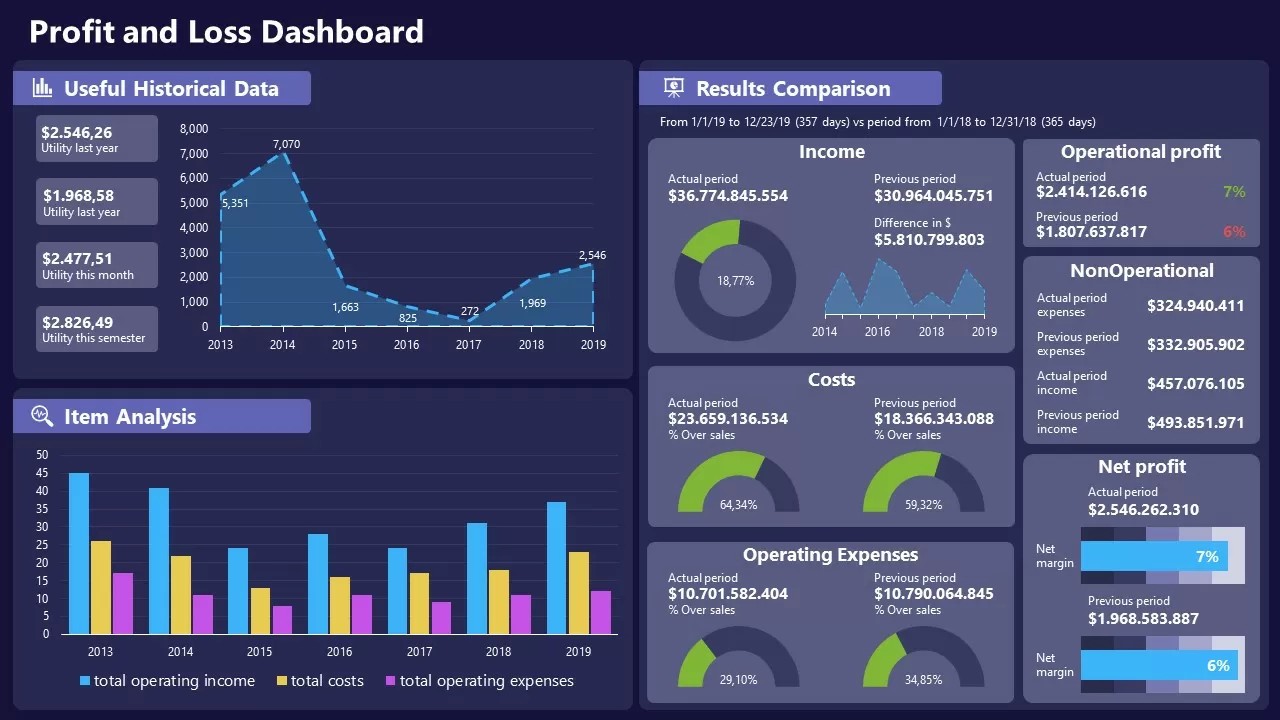 Profit and Loss Dashboard
Useful Historical Data
$2.546,26
Utility last year
$1.968,58
Utility last year
$2.477,51
Utility this month
$2.826,49
Utility this semester
8,000
7,000
6,000
5,000
4,000
3,000
2,000
1,000
0
5,351
7,070
1,663
825
272
1,969
2,546
2013 2014 2015 2016 2017 2018 2019
Item Analysis
50
45
40
35
30
25
20
15
10
5
0
2013 2014 2015 2016 2017 2018 2019
total operating income total costs total operating expenses
Results Comparison
From 1/1/19 to 12/23/19 (357 days) vs period from 1/1/18 to 12/31/18 (365 days)
Income
Actual period
$36.774.845.554
Previous period
$30.964.045.751
Difference in $
$5.810.799.803
18,77%
2014 2016 2018 2019
Costs
Actual period
$23.659.136.534
% Over sales
64,34%
Previous period
$18.366.343.088
% Over sales
59,32%
Operating Expenses
Actual period
$10.701.582.404
% Over sales
29,10%
Previous period
$10.790.064.845
% Over sales
34,85%
Operational profit
Actual period
$2.414.126.616 7%
Previous period
$1.807.637.817 6%
NonOperational
Actual period
expenses
$324.940.411
Previous period
expenses
$332.905.902
Actual period
income
$457.076.105
Previous period
income
$493.851.971
Net profit
Actual period
$2.546.262.310
Net
margin
7%
Previous period
$1.968.583.887
Net
margin
6%